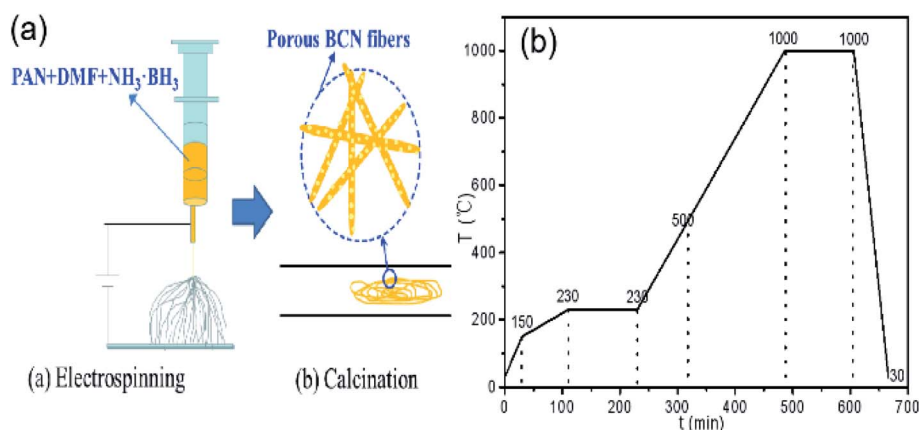 (a)
PAN+DMF+NH₃·BH₃
Porous BCN fibers
(a) Electrospinning
(b) Calcination
(b)
T (℃)
1000
800
600
400
200
0
150
230
230
500
1000
1000
30
0 100 200 300 400 500 600 700
t (min)